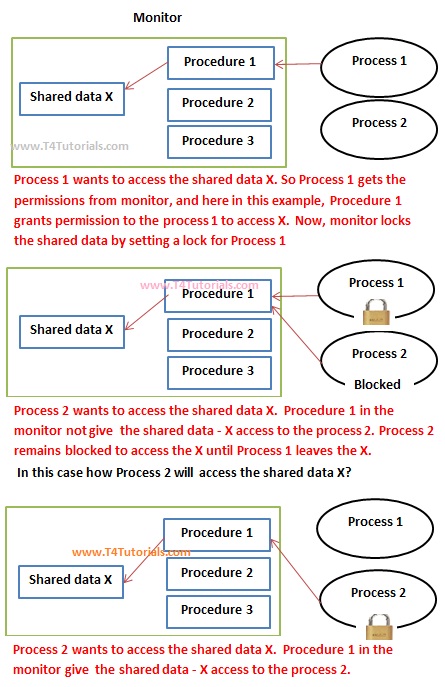 Monitor
Procedure 1
Process 1
Shared data X
Procedure 2
Process 2
Procedure 3
www.T4Tutorials.com
Process 1 wants to access the shared data X. So Process 1 gets the
permissions from monitor, and here in this example, Procedure 1
grants permission to the process 1 to access X. Now, monitor locks
the shared data by setting a lock for Process 1
www.T4Tutorials.com
Procedure 1
Process 1
Shared data X
Procedure 2
Process 2
Procedure 3
Blocked
Process 2 wants to access the shared data X. Procedure 1 in the
monitor not give the shared data - X access to the process 2. Process 2
remains blocked to access the X until Process 1 leaves the X.
In this case how Process 2 will access the shared data X?
Procedure 1
Process 1
www.T4Tutorials.com
Shared data X
Procedure 2
Process 2
Procedure 3
Process 2 wants to access the shared data X. Procedure 1 in the
monitor give the shared data - X access to the process 2.